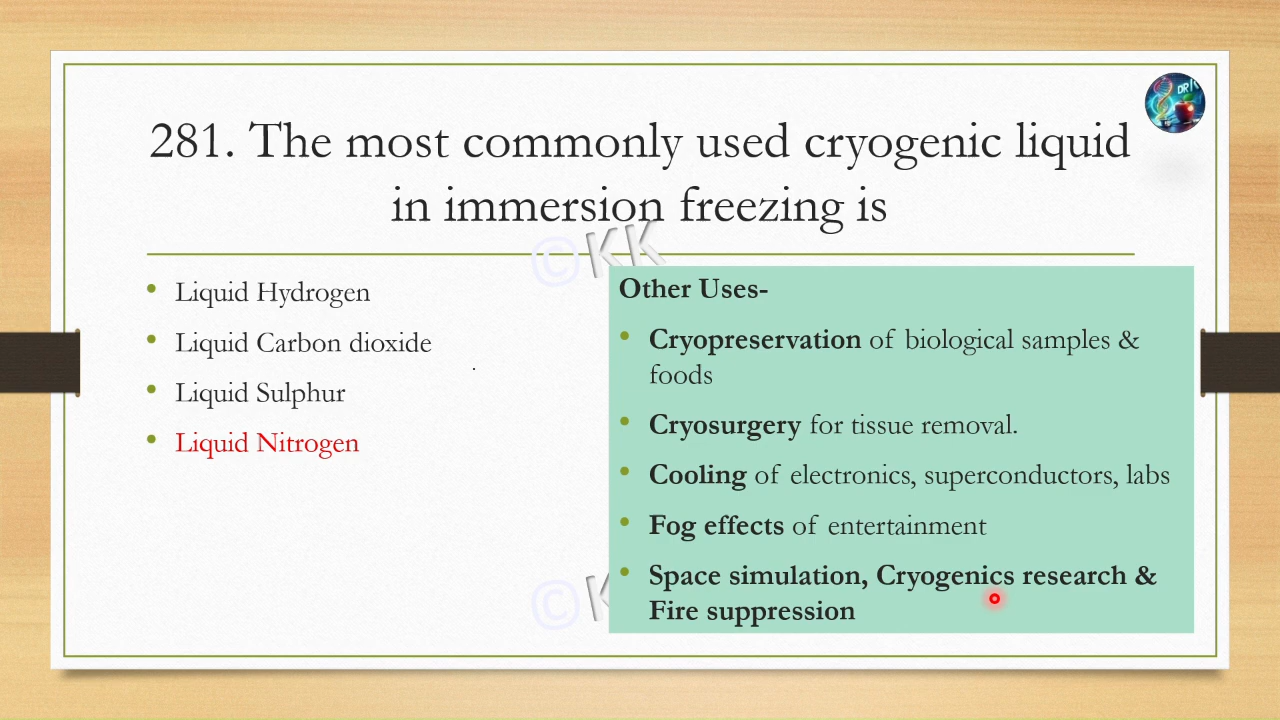 281. The most commonly used cryogenic liquid
in immersion freezing is
Liquid Hydrogen
Liquid Carbon dioxide
Liquid Sulphur
Liquid Nitrogen
Other Uses-
Cryopreservation of biological samples &
foods
Cryosurgery for tissue removal.
Cooling of electronics, superconductors, labs
Fog effects of entertainment
Space simulation, Cryogenics research &
Fire suppression
©KK
©K
DR